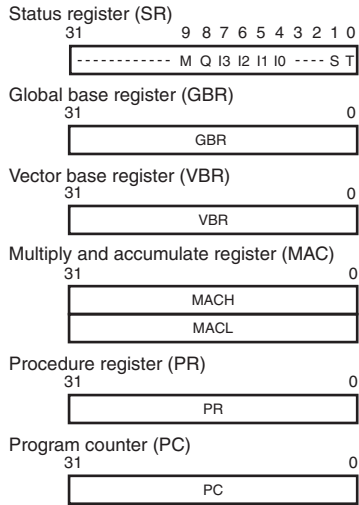 Status register (SR)
31 9 8 7 6 5 4 3 2 1 0
------------ M Q I3 I2 I1 I0 ---- S T
Global base register (GBR)
31 0
GBR
Vector base register (VBR)
31 0
VBR
Multiply and accumulate register (MAC)
31 0
MACH
MACL
Procedure register (PR)
31 0
PR
Program counter (PC)
31 0
PC